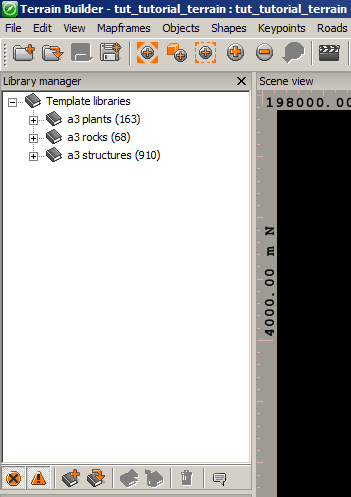 Terrain Builder - tut_tutorial_terrain : tut_tutorial_terrain
File Edit View Mapframes Objects Shapes Keypoints Roads
Library manager
Scene view
Template libraries
a3 plants (163)
a3 rocks (68)
a3 structures (910)
198000.00
4000.00 m N